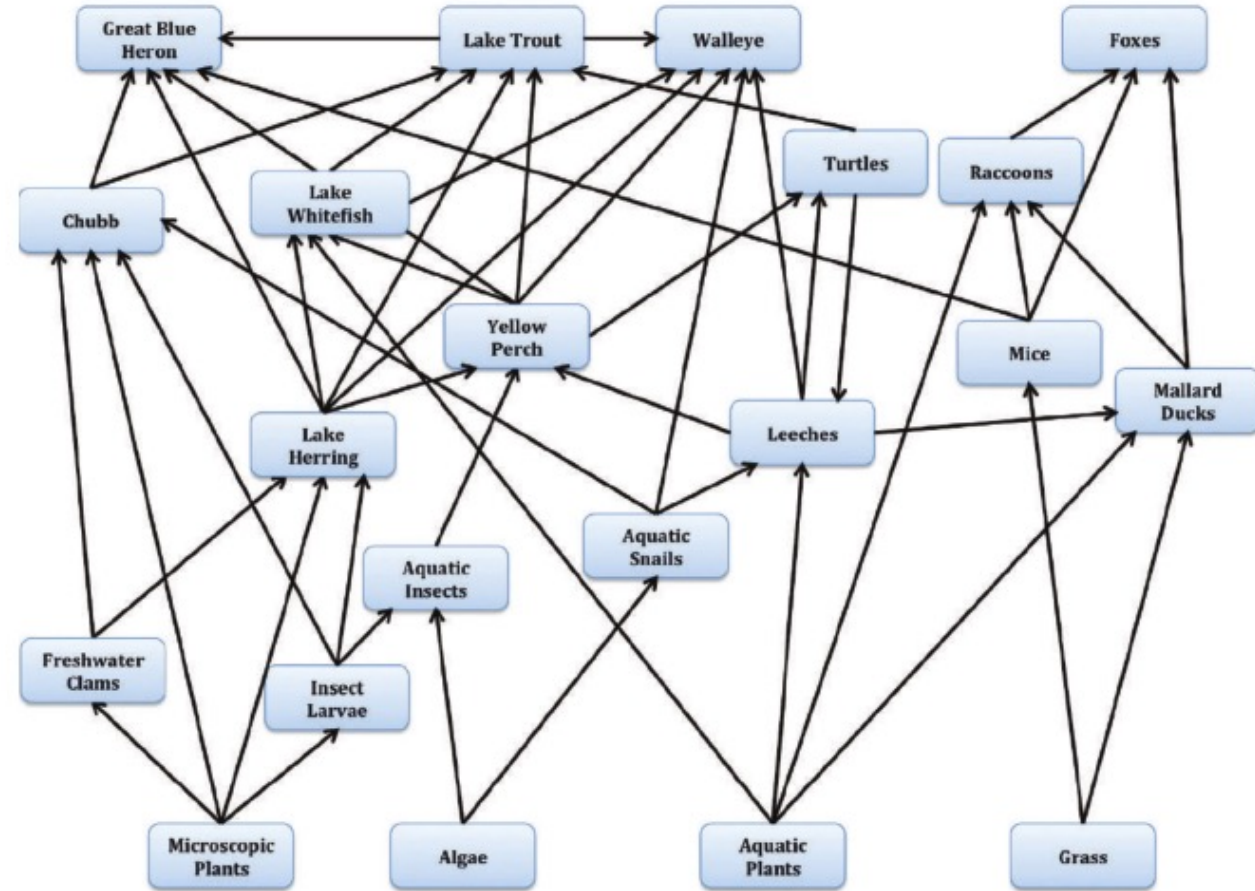 Great Blue
Heron
Lake Trout
Walleye
Foxes
Turtles
Raccoons
Lake
Whitefish
Chubb
Yellow
Perch
Mice
Mallard
Ducks
Lake
Herring
Leeches
Aquatic
Snails
Aquatic
Insects
Freshwater
Clams
Insect
Larvae
Microscopic
Plants
Algae
Aquatic
Plants
Grass